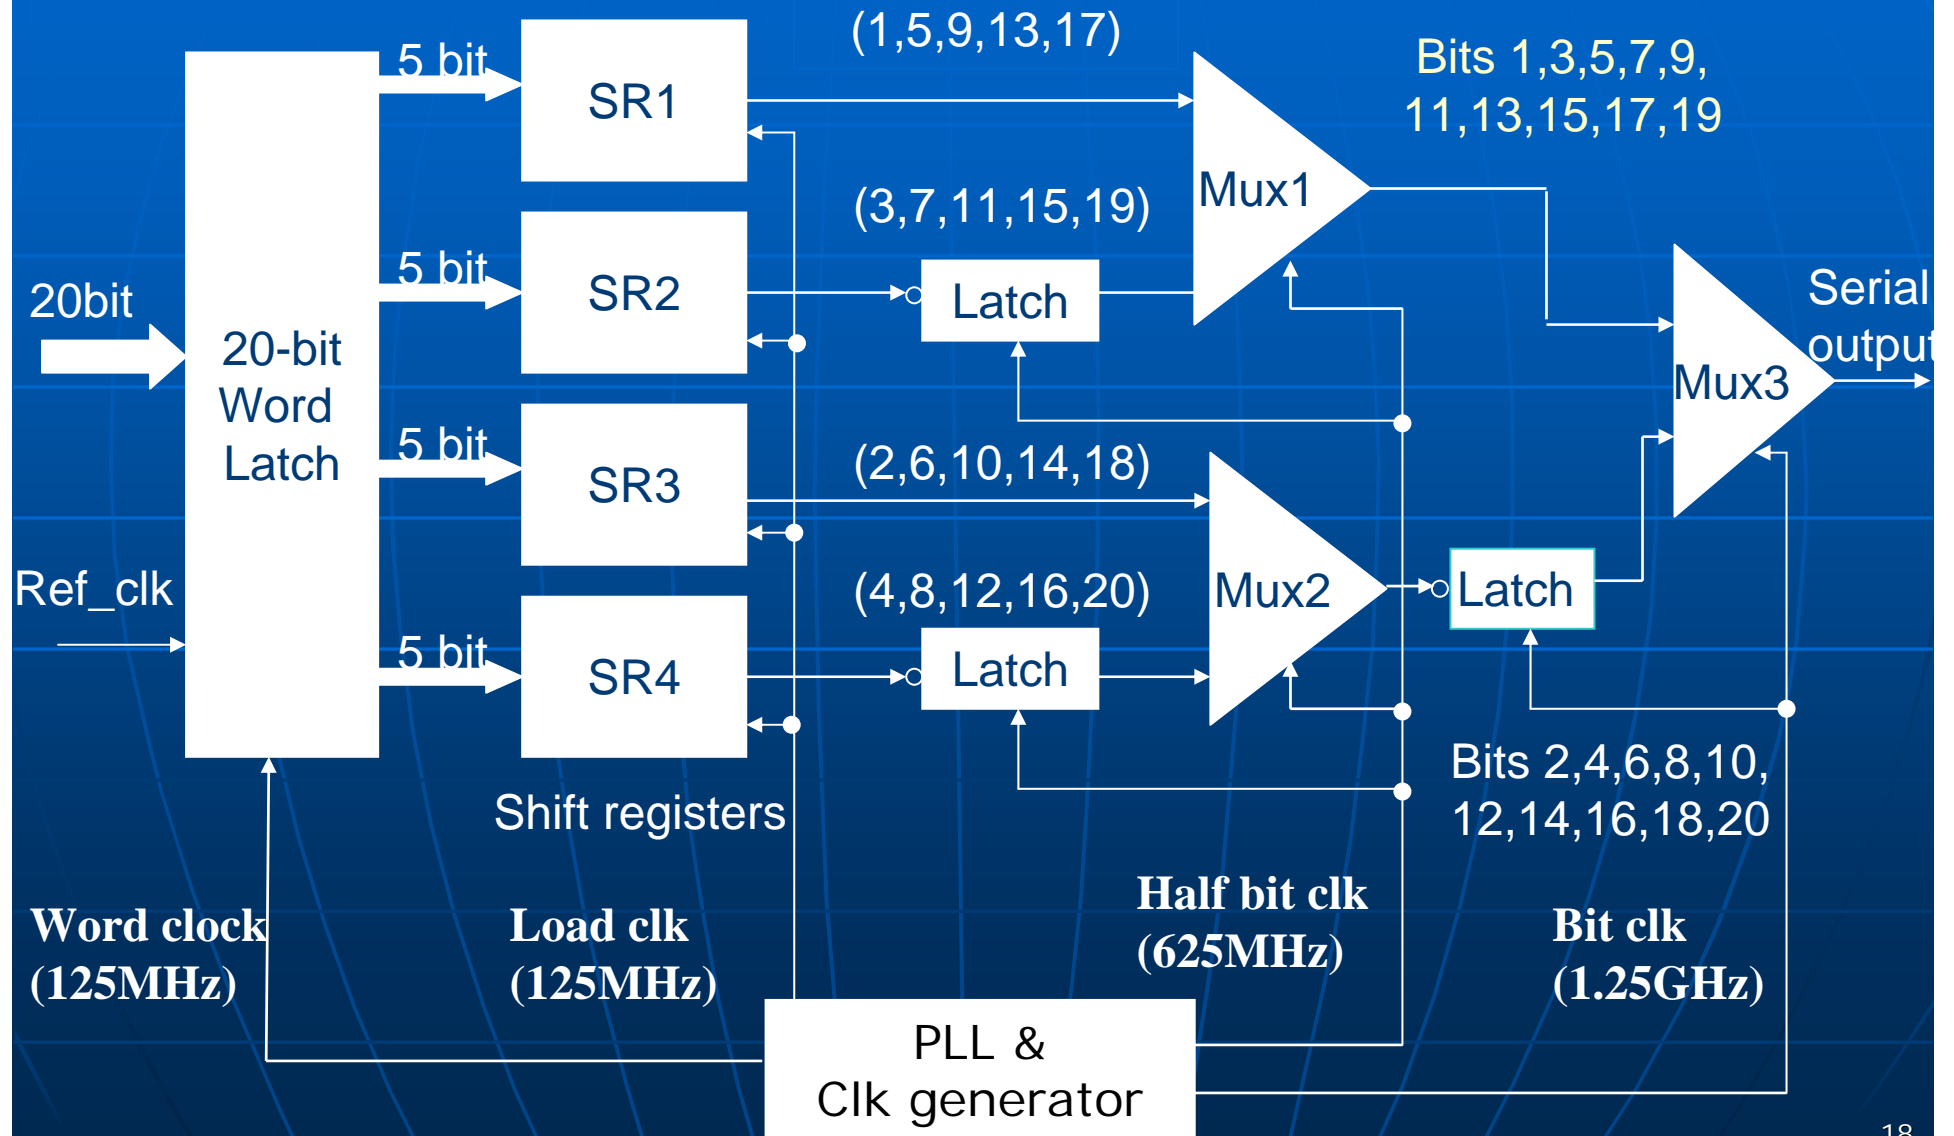 (1,5,9,13,17)
5 bit
SR1
Bits 1,3,5,7,9,
11,13,15,17,19
Mux1
(3,7,11,15,19)
5 bit
SR2
Latch
20bit
20-bit
Word
Latch
Serial
output
Mux3
5 bit
SR3
(2,6,10,14,18)
Ref_clk
(4,8,12,16,20)
Mux2
Latch
5 bit
SR4
Latch
Bits 2,4,6,8,10,
12,14,16,18,20
Shift registers
Word clock
(125MHz)
Load clk
(125MHz)
Half bit clk
(625MHz)
Bit clk
(1.25GHz)
PLL &
Clk generator
18